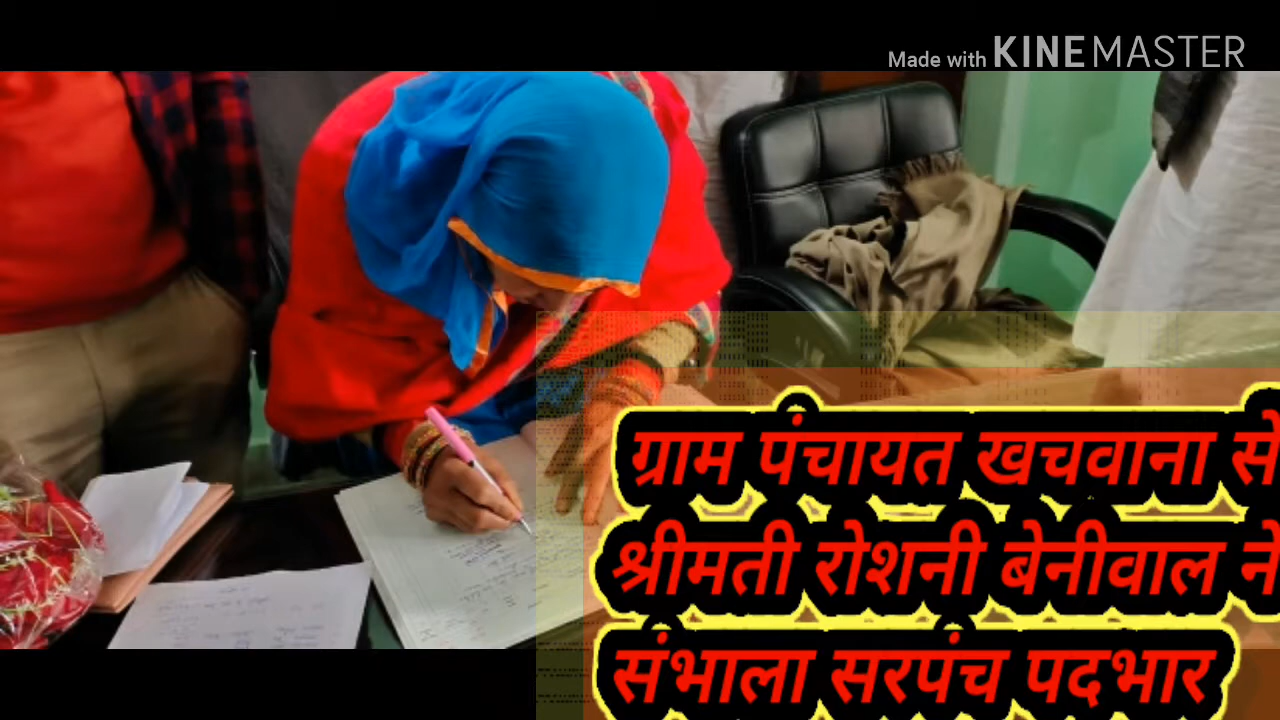 Made with KINEMASTER
ग्राम पंचायत खचवाना से
श्रीमती रोशनी बेनीवाल ने
संभाला सरपंच पदभार